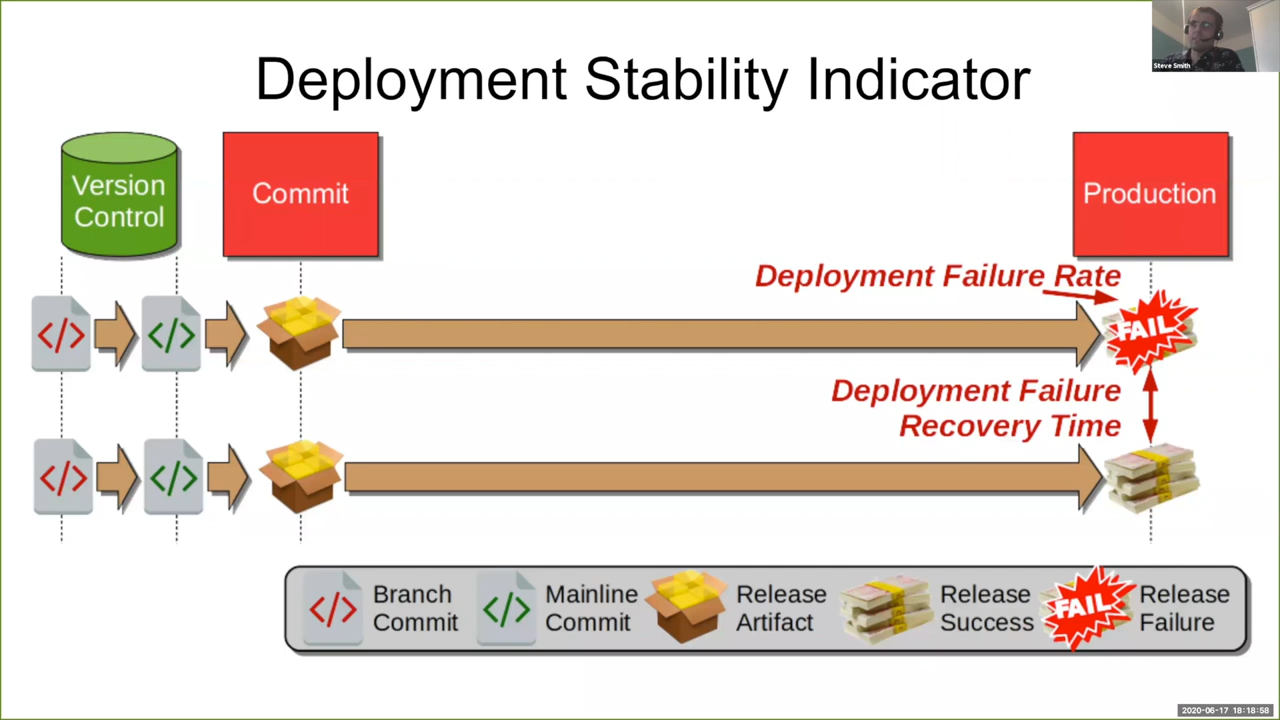 Steve Smith
Deployment Stability Indicator
Version
Control
Commit
Production
Deployment Failure Rate
</>
</>
FAIL
Deployment Failure
Recovery Time
</>
</>
</>
Branch
Commit
</>
Mainline
Commit
Release
Artifact
Release
Success
FAIL
Release
Failure
2020-06-17 18:18:58